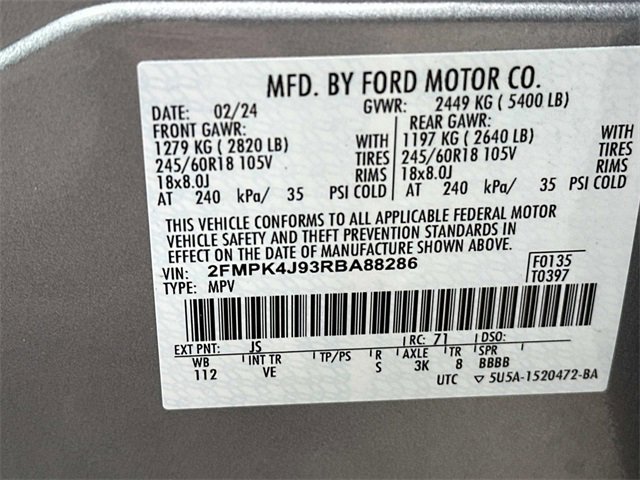 MFD. BY FORD MOTOR CO.
DATE: 02/24 GVWR: 2449 KG ( 5400 LB)
FRONT GAWR: REAR GAWR:
1279 KG ( 2820 LB) WITH 1197 KG ( 2640 LB) WITH
245/60R18 105V TIRES 245/60R18 105V TIRES
18x8.0J RIMS 18x8.0J RIMS
AT 240 kPa/ 35 PSI COLD AT 240 kPa/ 35 PSI COLD
THIS VEHICLE CONFORMS TO ALL APPLICABLE FEDERAL MOTOR
VEHICLE SAFETY AND THEFT PREVENTION STANDARDS IN
EFFECT ON THE DATE OF MANUFACTURE SHOWN ABOVE.
VIN: 2FMPK4J93RBA88286 F0135
TYPE: MPV T0397
EXT PNT: JS RC: 71 DSO:
WB INT TR TP/PS R AXLE TR SPR
112 VE S 3K 8 BBBB
UTC ▽ 5U5A-1520472-BA